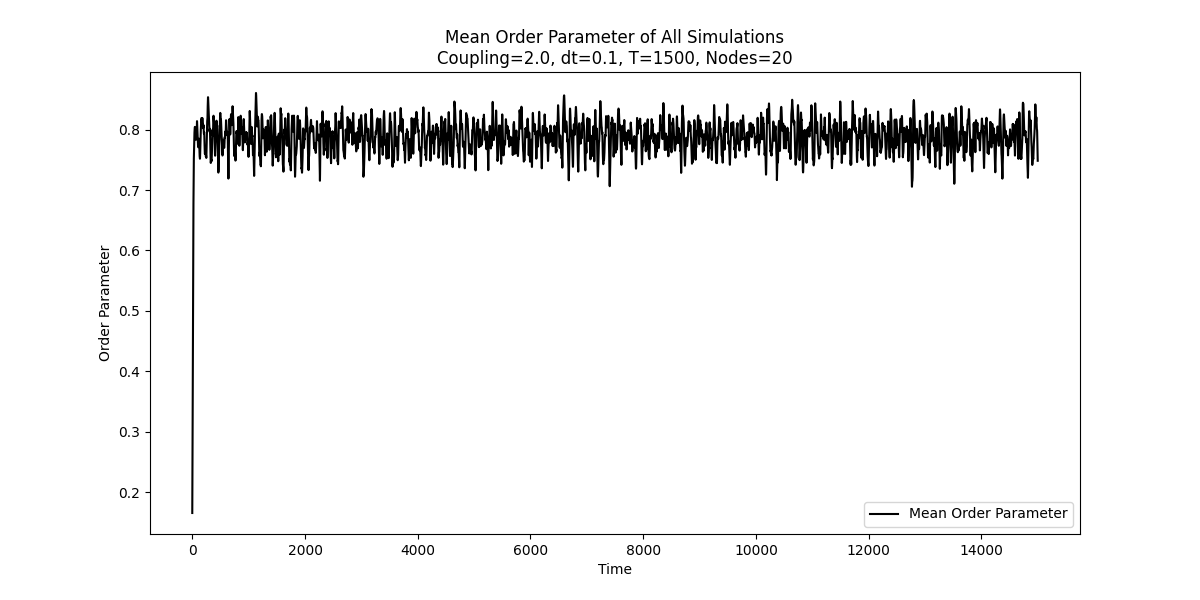 Mean Order Parameter of All Simulations
Coupling=2.0, dt=0.1, T=1500, Nodes=20
Order Parameter
0.8
0.7
0.6
0.5
0.4
0.3
0.2
Mean Order Parameter
0 2000 4000 6000 8000 10000 12000 14000
Time